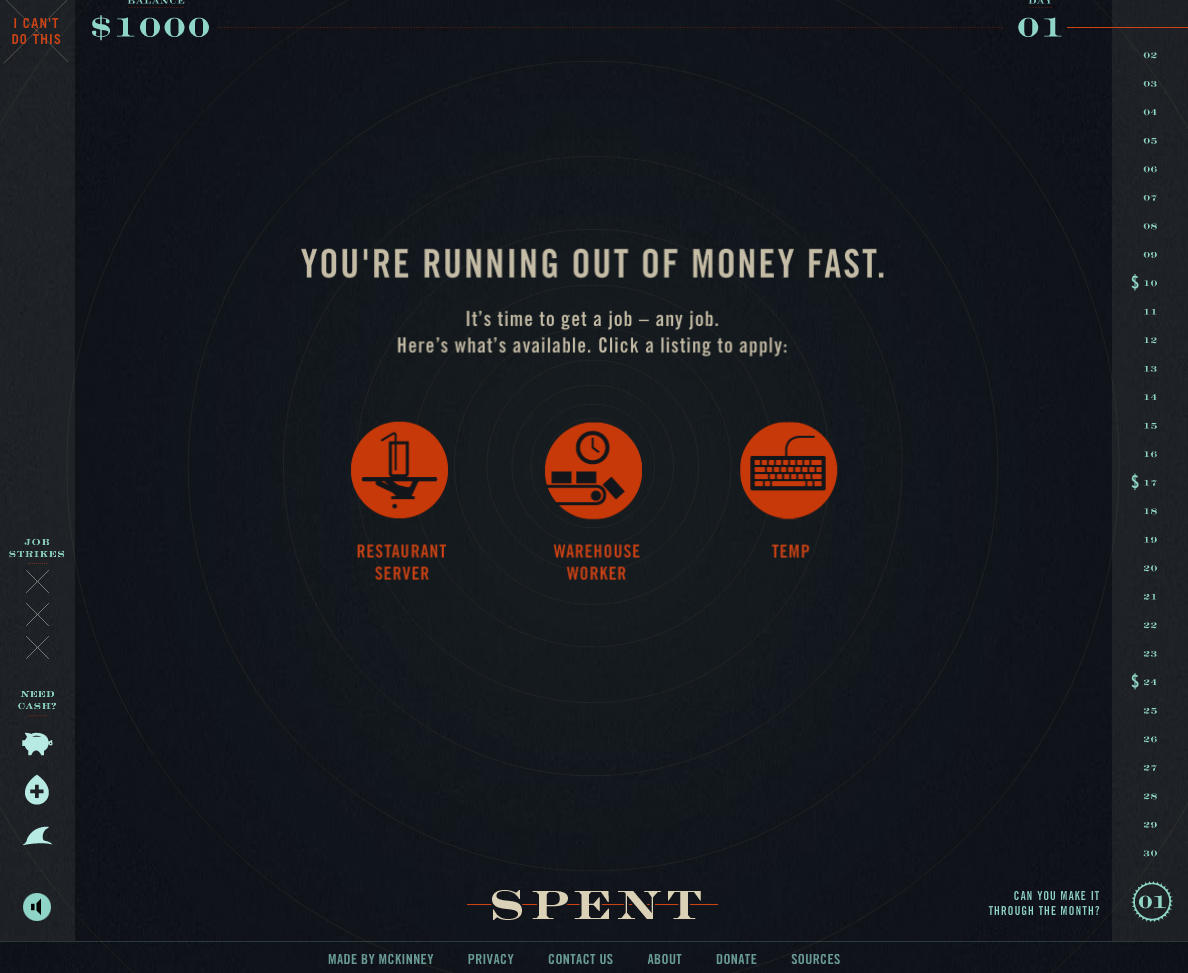 I CAN'T
DO THIS
BALANCE
$1000
DAY
01
YOU'RE RUNNING OUT OF MONEY FAST.
It's time to get a job – any job.
Here's what's available. Click a listing to apply:
RESTAURANT
SERVER
WAREHOUSE
WORKER
TEMP
JOB
STRIKES
NEED
CASH?
02
03
04
05
06
07
08
09
$ 10
11
12
13
14
15
16
$ 17
18
19
20
21
22
23
$ 24
25
26
27
28
29
30
SPENT
CAN YOU MAKE IT
THROUGH THE MONTH?
01
MADE BY MCKINNEY PRIVACY CONTACT US ABOUT DONATE SOURCES